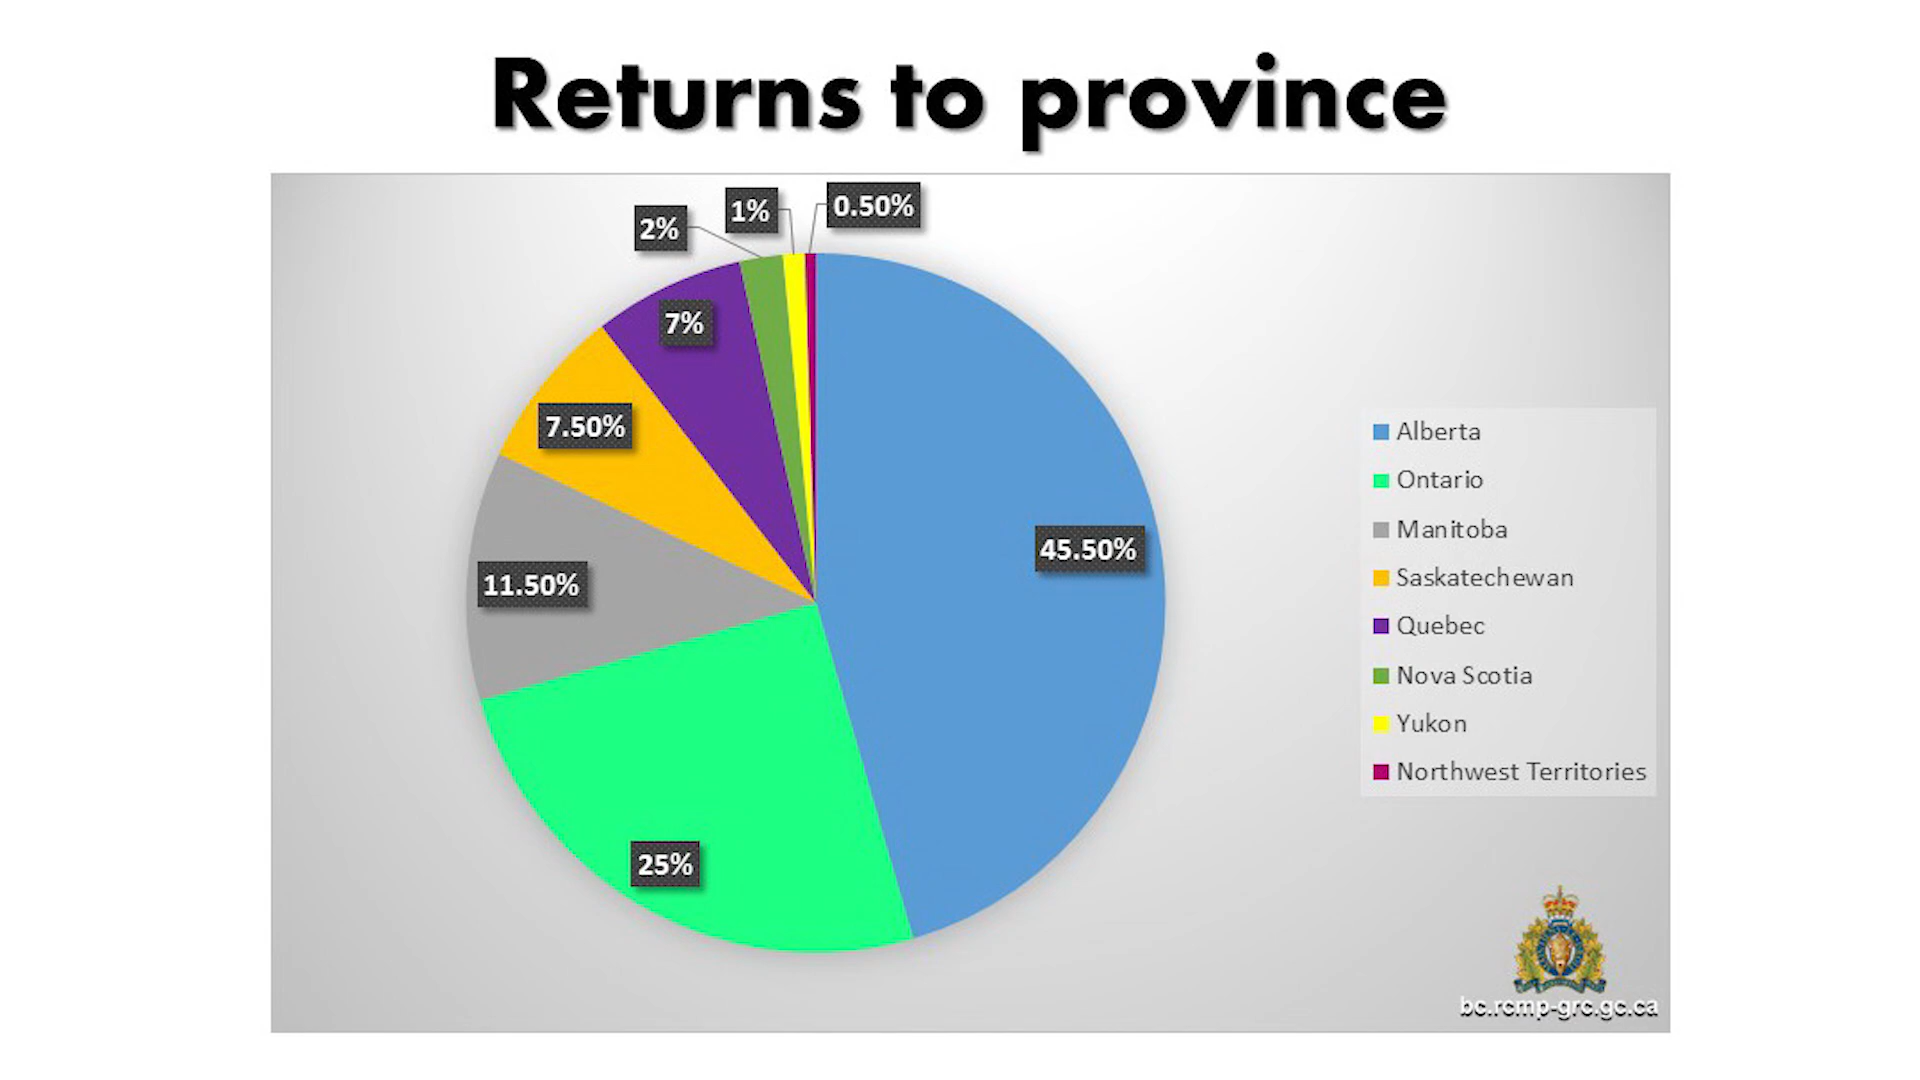 Returns to province
2%
1%
0.50%
7%
7.50%
45.50%
11.50%
25%
Alberta
Ontario
Manitoba
Saskatechewan
Quebec
Nova Scotia
Yukon
Northwest Territories
bc.rcmp-grc.gc.ca